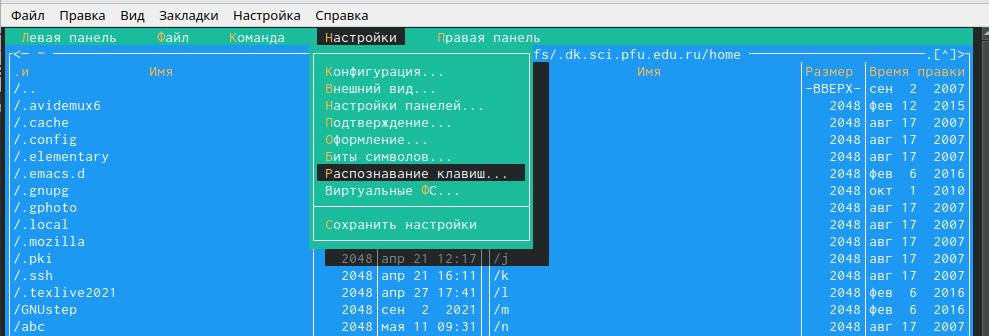 Файл Правка Вид Закладки Настройка Справка
Левая панель Файл Команда Настройки Правая панель
<— ~ fs/.dk.sci.pfu.edu.ru/home .[^]>
.и Имя Конфигурация... Имя Размер Время правки
/.. Внешний вид... -ВВЕРХ- сен 2 2007
/.avidemux6 Настройки панелей... 2048 фев 12 2015
/.cache Подтверждение... 2048 авг 17 2007
/.config Оформление... 2048 авг 17 2007
/.elementary Биты символов... 2048 авг 17 2007
/.emacs.d Распознавание клавиш... 2048 фев 6 2016
/.gnupg Виртуальные ФС... 2048 окт 1 2010
/.gphoto 2048 авг 17 2007
/.local Сохранить настройки 2048 авг 17 2007
/.mozilla 2048 авг 17 2007
/.pki 2048 апр 21 12:17 /j 2048 авг 17 2007
/.ssh 2048 апр 21 16:11 /k 2048 авг 17 2007
/.texlive2021 2048 апр 27 17:41 /l 2048 фев 6 2016
/GNUstep 2048 сен 2 2021 /m 2048 фев 6 2016
/abc 2048 мая 11 09:31 /n 2048 авг 17 2007